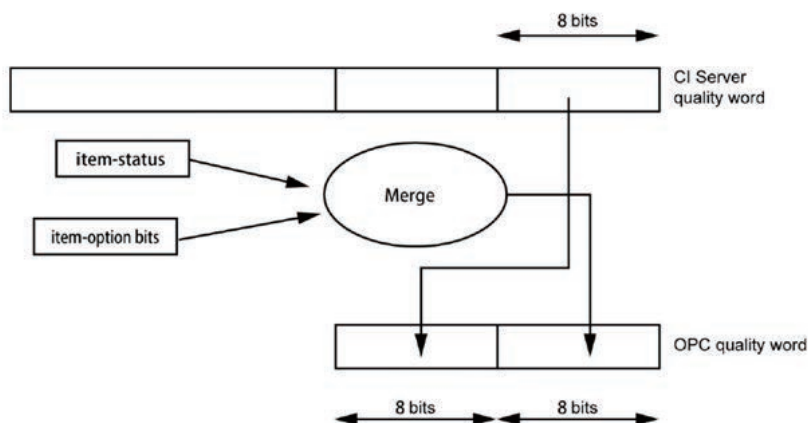 8 bits
CI Server
quality word
item-status
Merge
item-option bits
OPC quality word
8 bits
8 bits